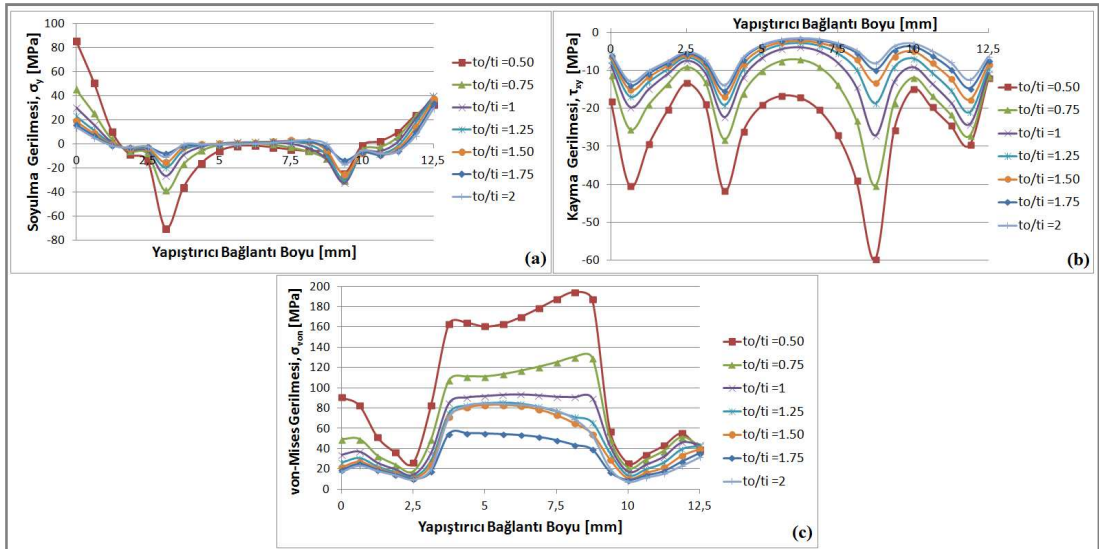 Soyulma Gerilmesi, σy [MPa]
100
80
60
40
20
0
-20
-40
-60
-80
0
2,5
5
7,5
10
12,5
Yapıştırıcı Bağlantı Boyu [mm]
to/ti =0.50
to/ti =0.75
to/ti =1
to/ti =1.25
to/ti =1.50
to/ti =1.75
to/ti =2
(a)
Yapıştırıcı Bağlantı Boyu [mm]
0
2,5
5
7,5
10
12,5
Kayma Gerilmesi, τxy [MPa]
0
-10
-20
-30
-40
-50
-60
to/ti =0.50
to/ti =0.75
to/ti =1
to/ti =1.25
to/ti =1.50
to/ti =1.75
to/ti =2
(b)
von-Mises Gerilmesi, σvon [MPa]
200
180
160
140
120
100
80
60
40
20
0
0
2,5
5
7,5
10
12,5
Yapıştırıcı Bağlantı Boyu [mm]
to/ti =0.50
to/ti =0.75
to/ti =1
to/ti =1.25
to/ti =1.50
to/ti =1.75
to/ti =2
(c)